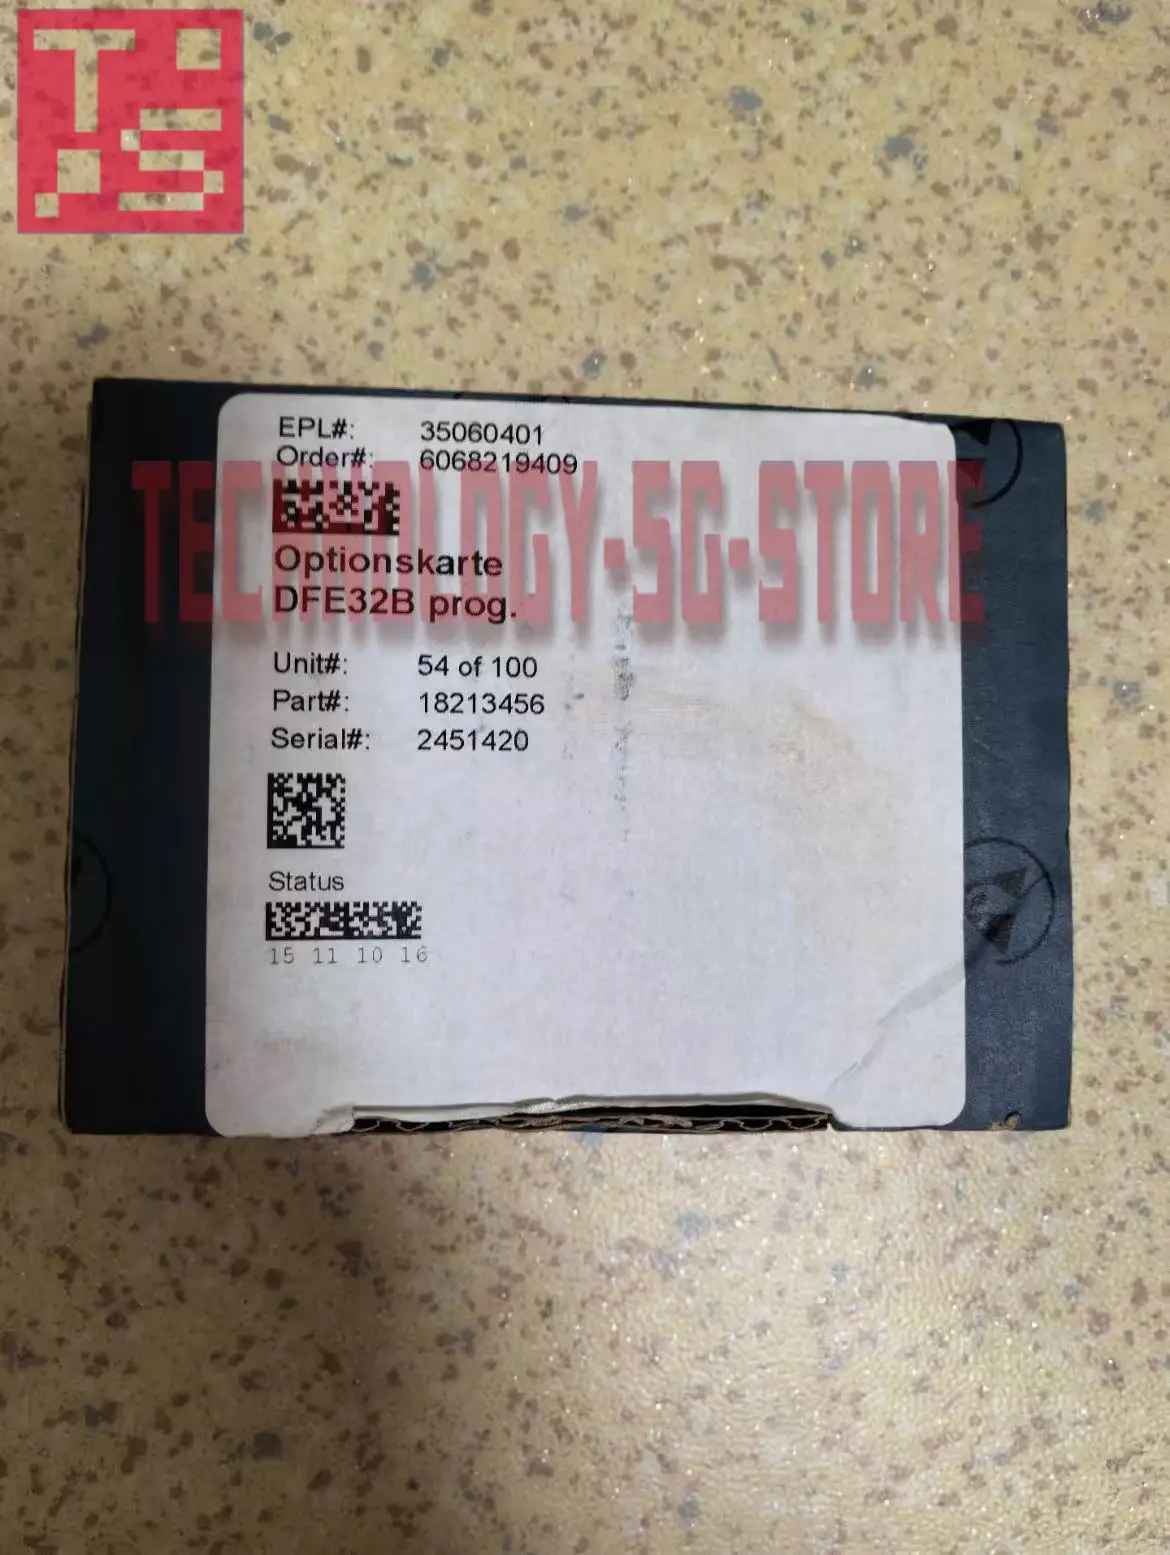 EPL#: 35060401
Order#: 6068219409
TECHNOLOGY-5G-STORE
Optionskarte
DFE32B prog.
Unit#: 54 of 100
Part#: 18213456
Serial#: 2451420
Status
15 11 10 16